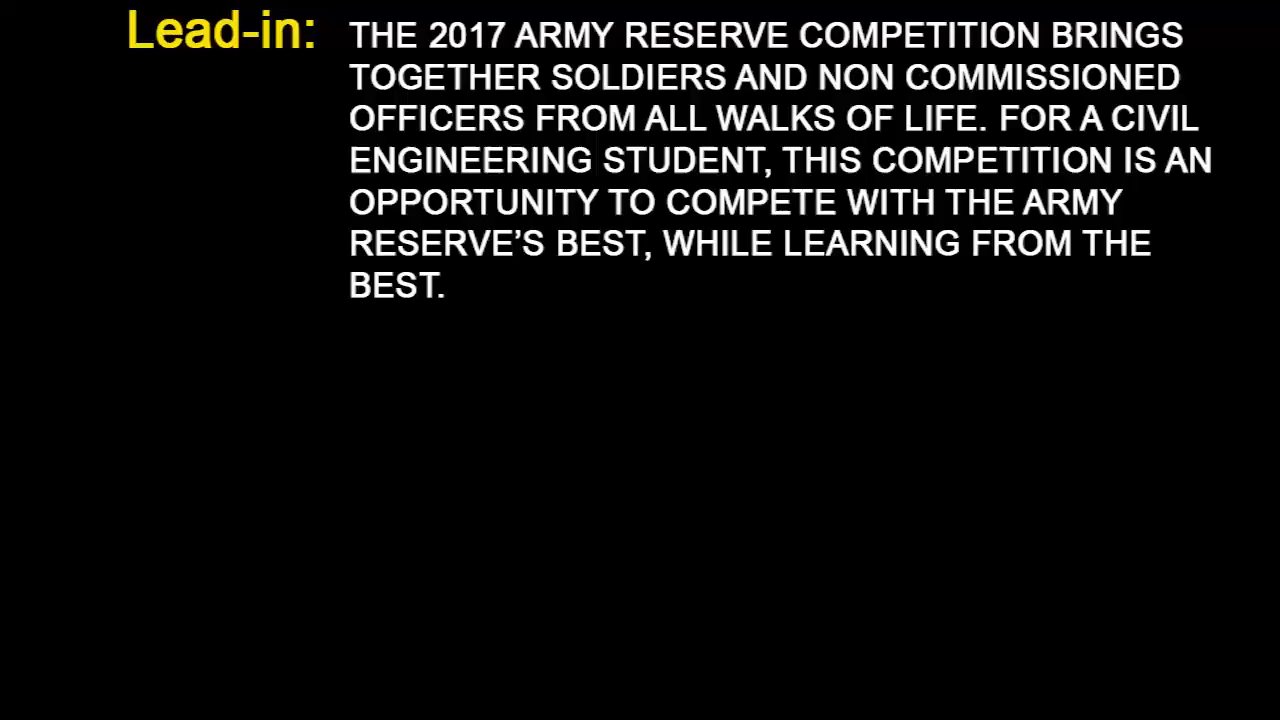 Lead-in: THE 2017 ARMY RESERVE COMPETITION BRINGS
TOGETHER SOLDIERS AND NON COMMISSIONED
OFFICERS FROM ALL WALKS OF LIFE. FOR A CIVIL
ENGINEERING STUDENT, THIS COMPETITION IS AN
OPPORTUNITY TO COMPETE WITH THE ARMY
RESERVE’S BEST, WHILE LEARNING FROM THE
BEST.